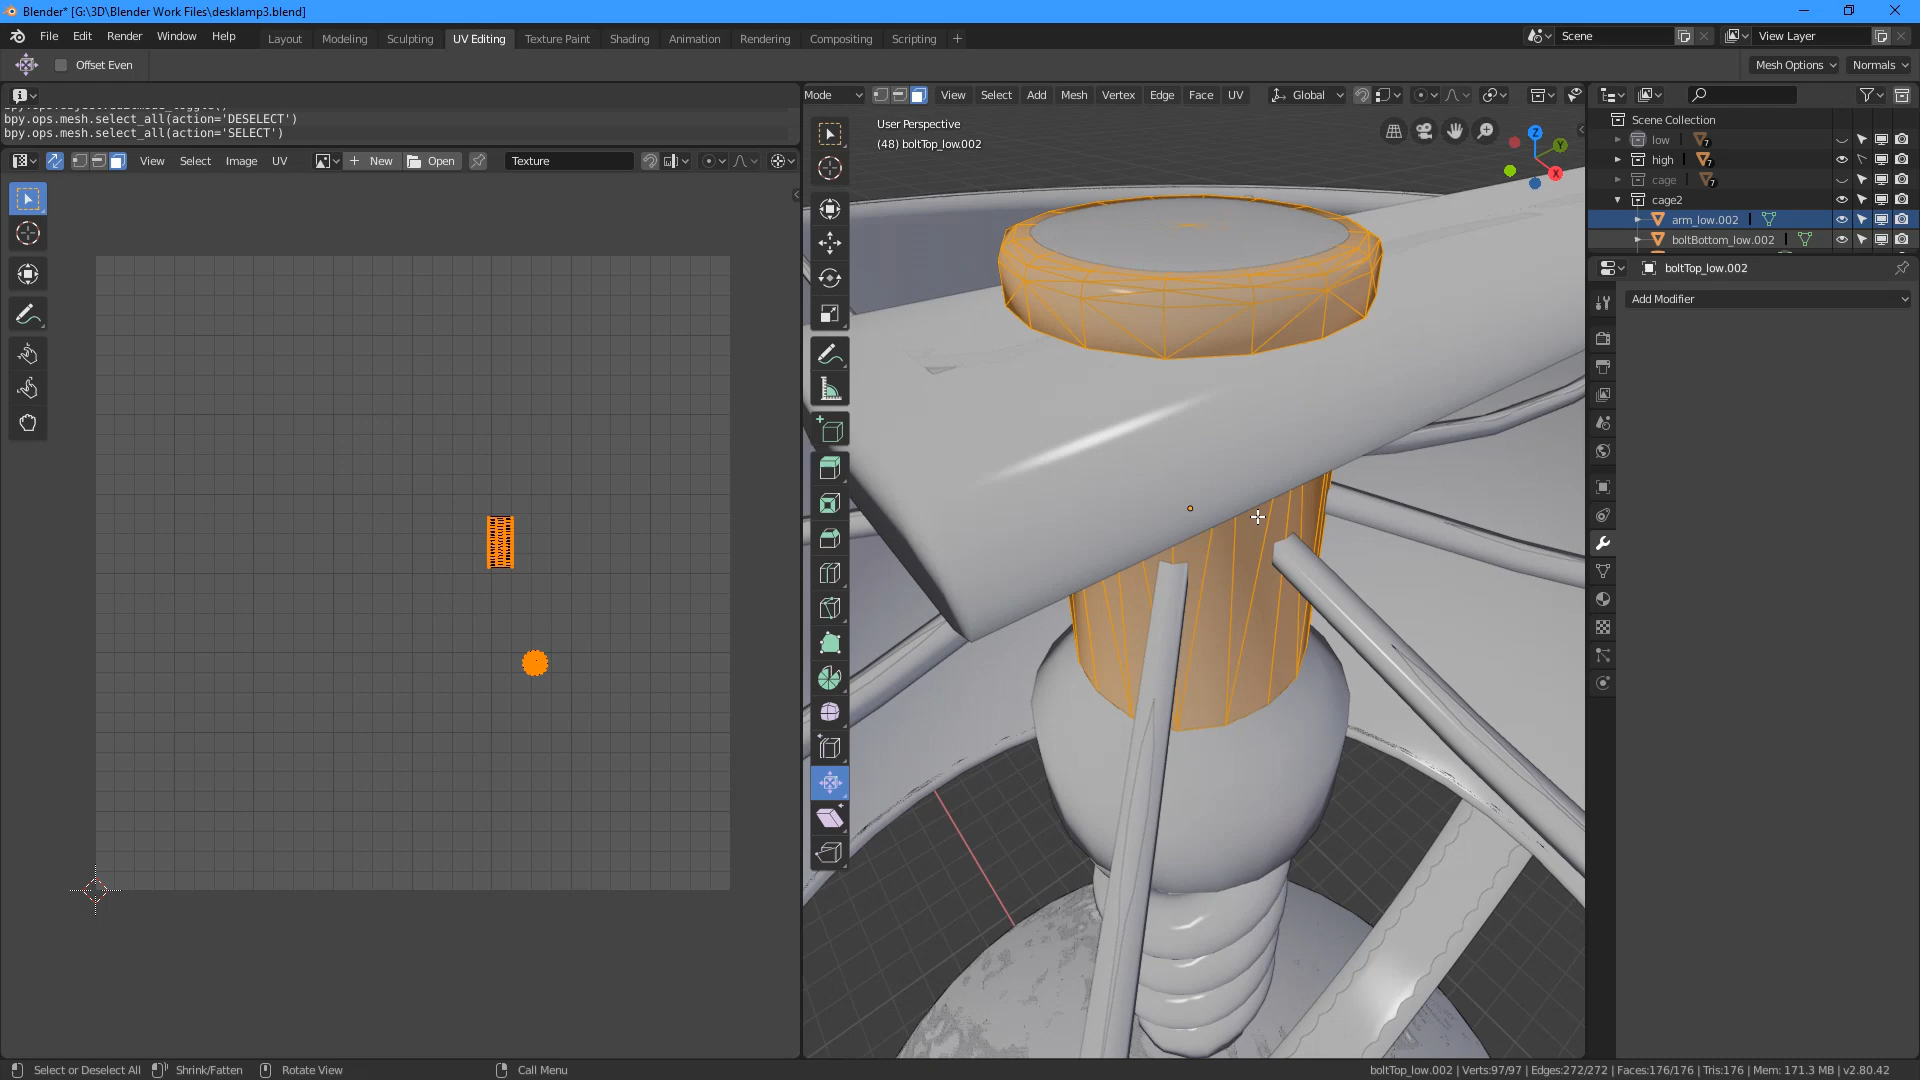 Blender* [G:\3D\Blender Work Files\desklamp3.blend]
File Edit Render Window Help Layout Modeling Sculpting UV Editing Texture Paint Shading Animation Rendering Compositing Scripting Scene View Layer
Offset Even Mesh Options Normals
bpy.ops.mesh.select_all(action='DESELECT')
bpy.ops.mesh.select_all(action='SELECT')
Mode View Select Add Mesh Vertex Edge Face UV Global
View Select Image UV New Open Texture
User Perspective
(48) boltTop_low.002
Z
Y
X
Scene Collection
low 7
high 7
cage 7
cage2
arm_low.002
boltBottom_low.002
boltTop_low.002
Add Modifier
Select or Deselect All Shrink/Fatten Rotate View Call Menu boltTop_low.002 | Verts:97/97 | Edges:272/272 | Faces:176/176 | Tris:176 | Mem: 171.3 MB | v2.80.42